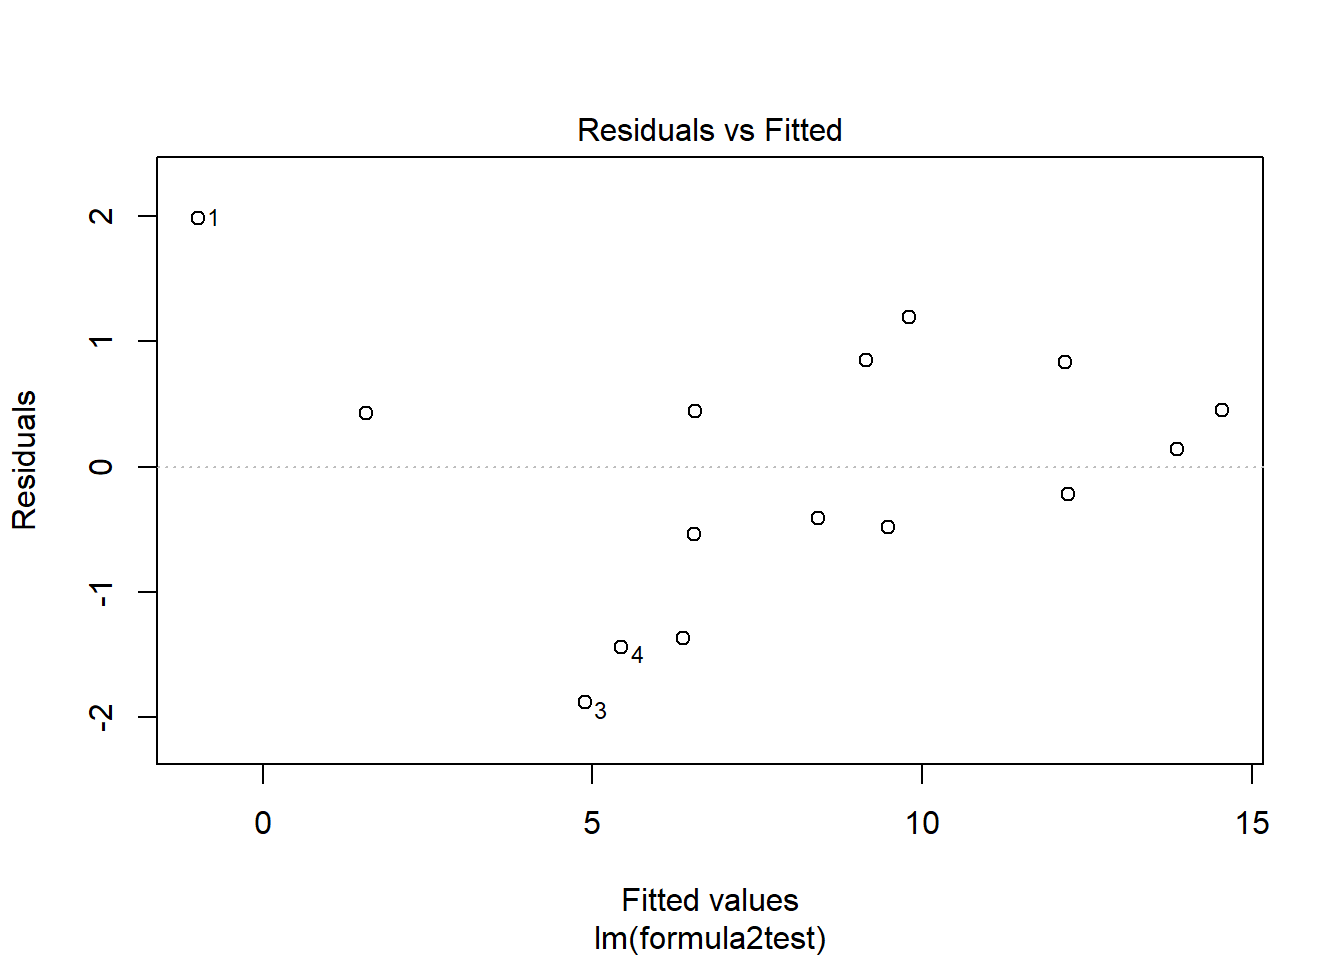 Residuals vs Fitted
Residuals
2
1
0
-1
-2
1
4
3
0 5 10 15
Fitted values
lm(formula2test)